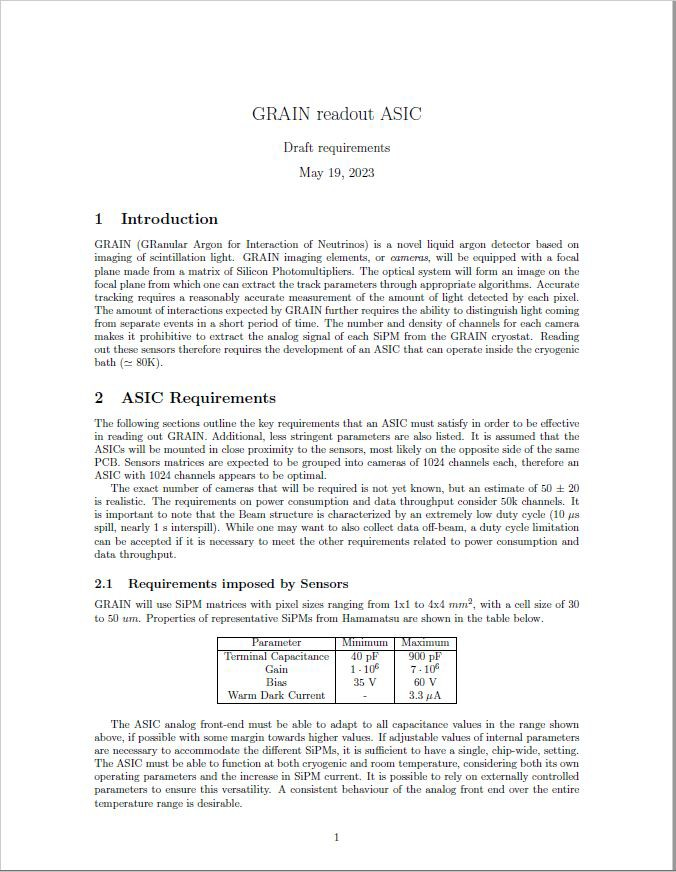 GRAIN readout ASIC
Draft requirements
May 19, 2023
1 Introduction
GRAIN (GRanular Argon for Interaction of Neutrinos) is a novel liquid argon detector based on
imaging of scintillation light. GRAIN imaging elements, or cameras, will be equipped with a focal
plane made from a matrix of Silicon Photomultipliers. The optical system will form an image on the
focal plane from which one can extract the track parameters through appropriate algorithms. Accurate
tracking requires a reasonably accurate measurement of the amount of light detected by each pixel.
The amount of interactions expected by GRAIN further requires the ability to distinguish light coming
from separate events in a short period of time. The number and density of channels for each camera
makes it prohibitive to extract the analog signal of each SiPM from the GRAIN cryostat. Reading
out these sensors therefore requires the development of an ASIC that can operate inside the cryogenic
bath (≃ 80K).
2 ASIC Requirements
The following sections outline the key requirements that an ASIC must satisfy in order to be effective
in reading out GRAIN. Additional, less stringent parameters are also listed. It is assumed that the
ASICs will be mounted in close proximity to the sensors, most likely on the opposite side of the same
PCB. Sensors matrices are expected to be grouped into cameras of 1024 channels each, therefore an
ASIC with 1024 channels appears to be optimal.
The exact number of cameras that will be required is not yet known, but an estimate of 50 ± 20
is realistic. The requirements on power consumption and data throughput consider 50k channels. It
is important to note that the Beam structure is characterized by an extremely low duty cycle (10 μs
spill, nearly 1 s interspill). While one may want to also collect data off-beam, a duty cycle limitation
can be accepted if it is necessary to meet the other requirements related to power consumption and
data throughput.
2.1 Requirements imposed by Sensors
GRAIN will use SiPM matrices with pixel sizes ranging from 1x1 to 4x4 mm², with a cell size of 30
to 50 um. Properties of representative SiPMs from Hamamatsu are shown in the table below.
Parameter Minimum Maximum
Terminal Capacitance 40 pF 900 pF
Gain 1 · 10⁶ 7 · 10⁶
Bias 35 V 60 V
Warm Dark Current - 3.3 μA
The ASIC analog front-end must be able to adapt to all capacitance values in the range shown
above, if possible with some margin towards higher values. If adjustable values of internal parameters
are necessary to accommodate the different SiPMs, it is sufficient to have a single, chip-wide, setting.
The ASIC must be able to function at both cryogenic and room temperature, considering both its own
operating parameters and the increase in SiPM current. It is possible to rely on externally controlled
parameters to ensure this versatility. A consistent behaviour of the analog front end over the entire
temperature range is desirable.
1